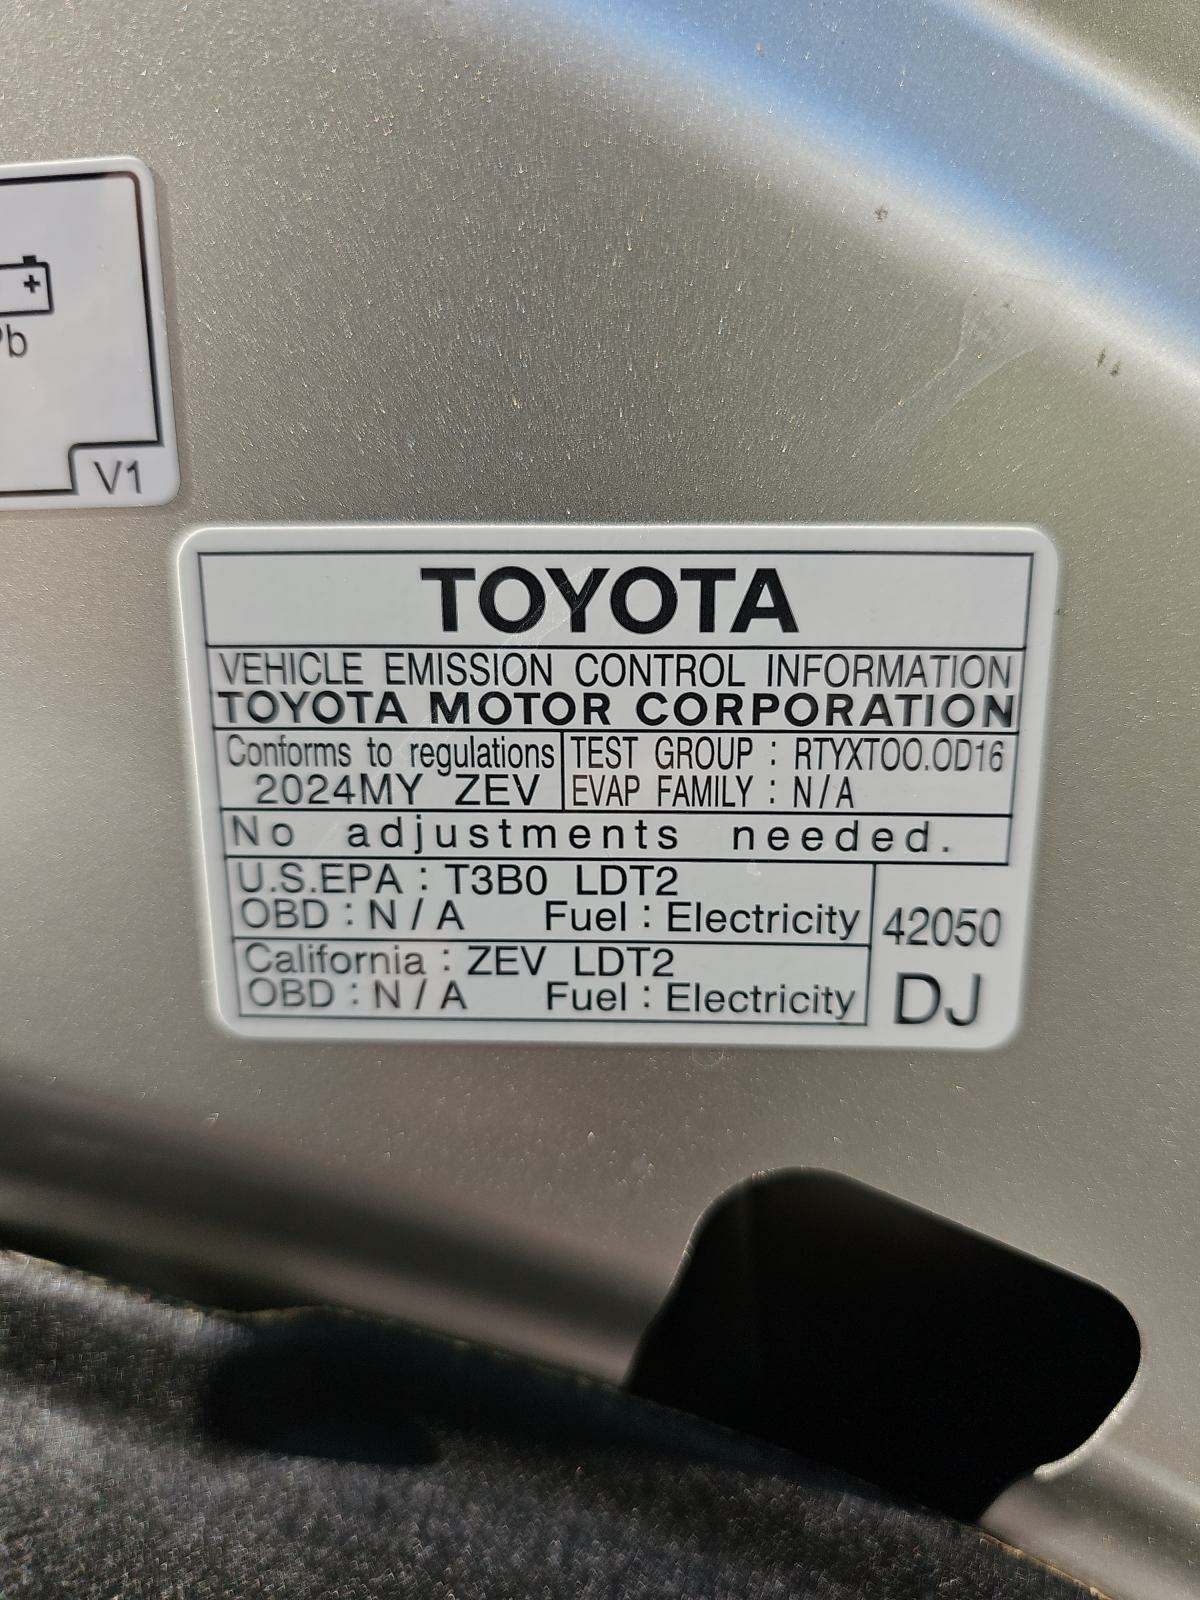 +
b
V1
TOYOTA
VEHICLE EMISSION CONTROL INFORMATION
TOYOTA MOTOR CORPORATION
Conforms to regulations
2024MY ZEV
TEST GROUP : RTYXT00.0D16
EVAP FAMILY : N/A
No adjustments needed.
U.S.EPA : T3B0 LDT2
OBD : N/A Fuel : Electricity
California : ZEV LDT2
OBD : N/A Fuel : Electricity
42050
DJ